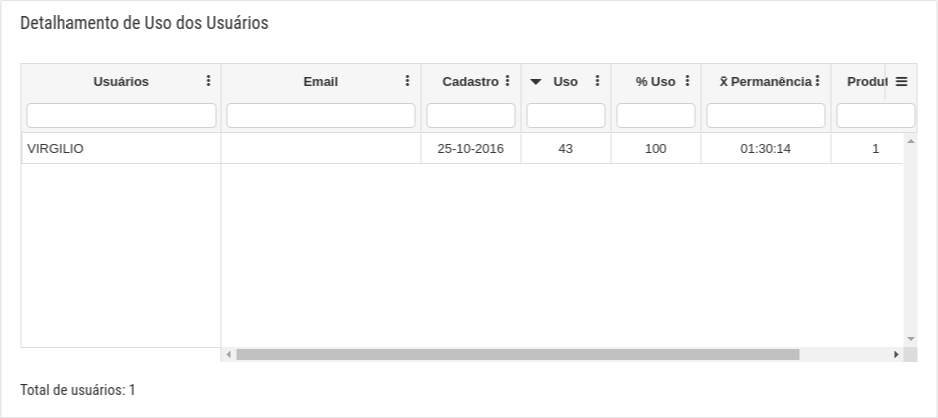 Detalhamento de Uso dos Usuários
Usuários Email Cadastro Uso % Uso x̄ Permanência Produt
VIRGILIO 25-10-2016 43 100 01:30:14 1
Total de usuários: 1